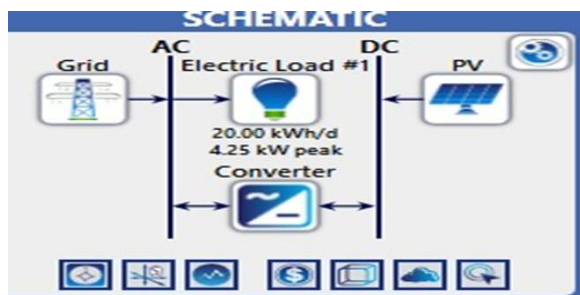 SCHEMATIC
AC DC
Grid Electric Load #1 PV
20.00 kWh/d
4.25 kW peak
Converter